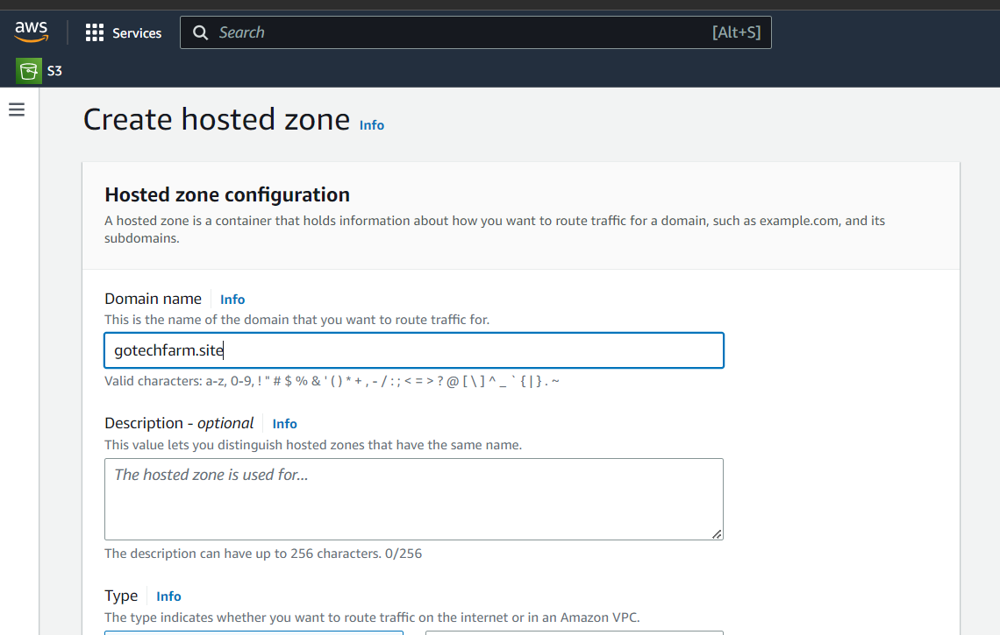 aws
Services
Search
[Alt+S]
S3
Create hosted zone Info
Hosted zone configuration
A hosted zone is a container that holds information about how you want to route traffic for a domain, such as example.com, and its
subdomains.
Domain name Info
This is the name of the domain that you want to route traffic for.
gotechfarm.site
Valid characters: a-z, 0-9, ! " # $ % & ' ( ) * + , - / : ; < = > ? @ [ \ ] ^ _ ` { | } . ~
Description - optional Info
This value lets you distinguish hosted zones that have the same name.
The hosted zone is used for...
The description can have up to 256 characters. 0/256
Type Info
The type indicates whether you want to route traffic on the internet or in an Amazon VPC.